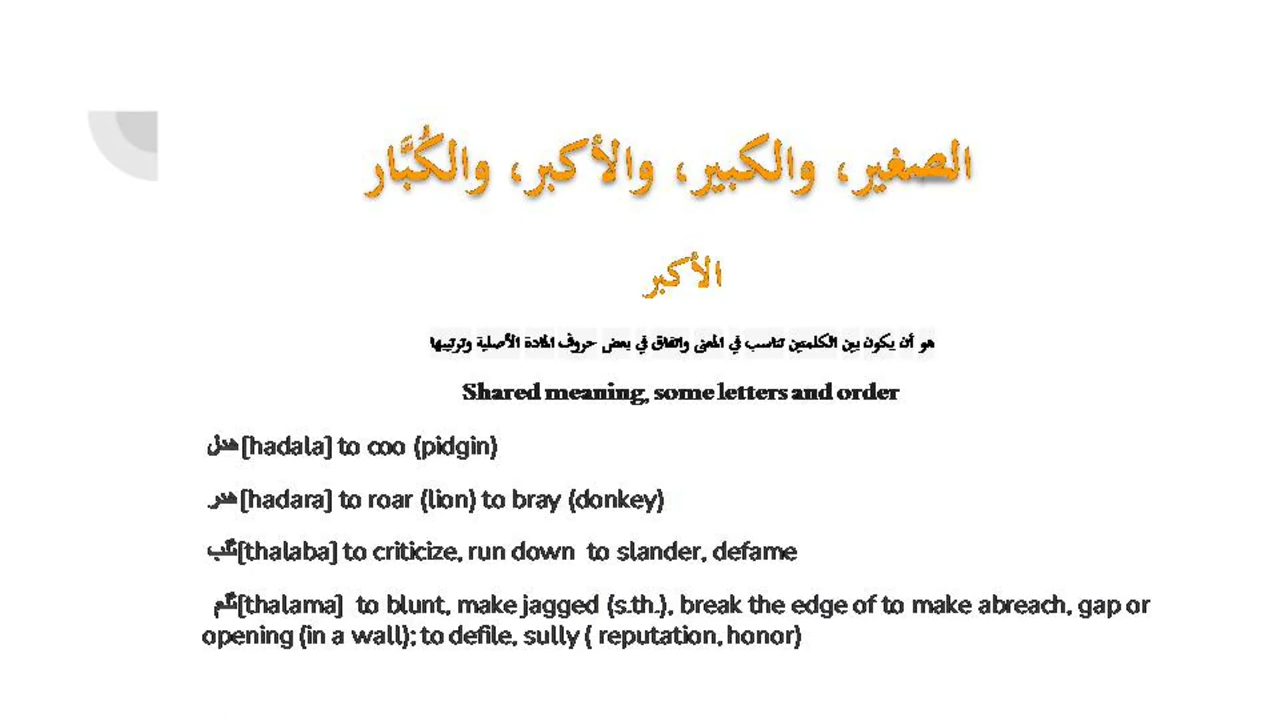 الصغير، والكبير، والأكبر، والكُبَّار
الأكبر
هو أن يكون بين الكلمتين تناسب في المعنى واتفاق في بعض حروف المادة الأصلية وترتيبها
Shared meaning, some letters and order
هدل [hadala] to coo (pidgin)
هدر [hadara] to roar (lion) to bray (donkey)
ثلب [thalaba] to criticize, run down to slander, defame
ثلم [thalama] to blunt, make jagged (s.th.), break the edge of to make abreach, gap or
opening (in a wall); to defile, sully ( reputation, honor)